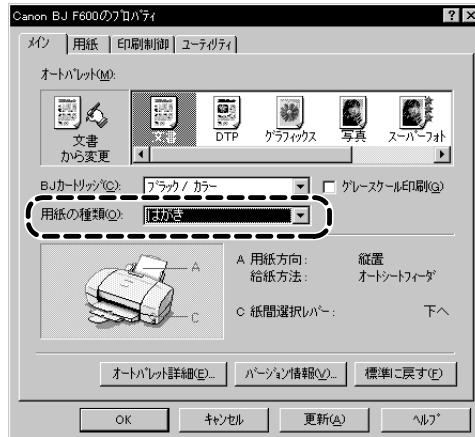 Canon BJ F600のプロパティ
メイン 用紙 印刷制御 ユーティリティ
オートパレット(M):
文書
から変更
文書 DTP グラフィックス 写真 スーパーフォト
BJカートリッジ(C): ブラック / カラー グレースケール印刷(G)
用紙の種類(O): はがき
A 用紙方向: 縦置
給紙方法: オートシートフィーダ
C 紙間選択レバー: 下へ
A
C
オートパレット詳細(E)... バージョン情報(V)... 標準に戻す(F)
OK キャンセル 更新(A) ヘルプ